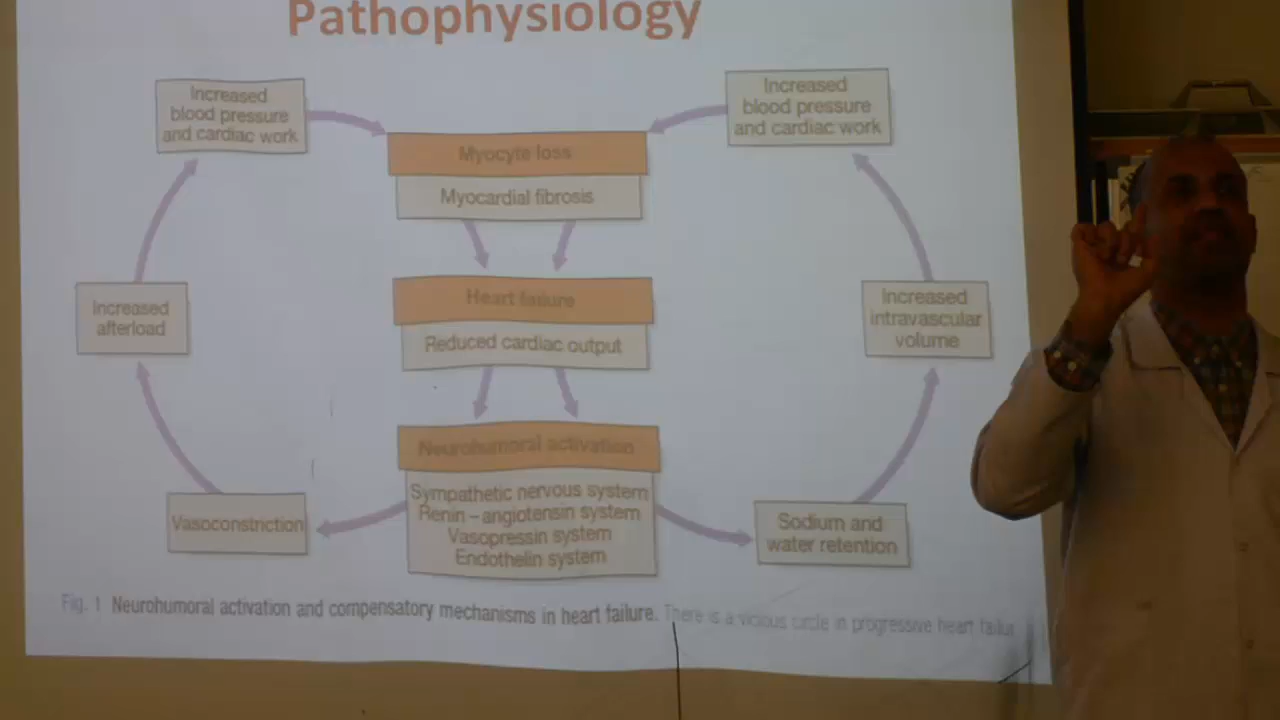 Pathophysiology
Increased
blood pressure
and cardiac work
Increased
blood pressure
and cardiac work
Myocyte loss
Myocardial fibrosis
Increased
afterload
Heart failure
Reduced cardiac output
Increased
intravascular
volume
Vasoconstriction
Neurohumoral activation
Sympathetic nervous system
Renin – angiotensin system
Vasopressin system
Endothelin system
Sodium and
water retention
Fig. 1 Neurohumoral activation and compensatory mechanisms in heart failure. There is a vicious circle in progressive heart failur